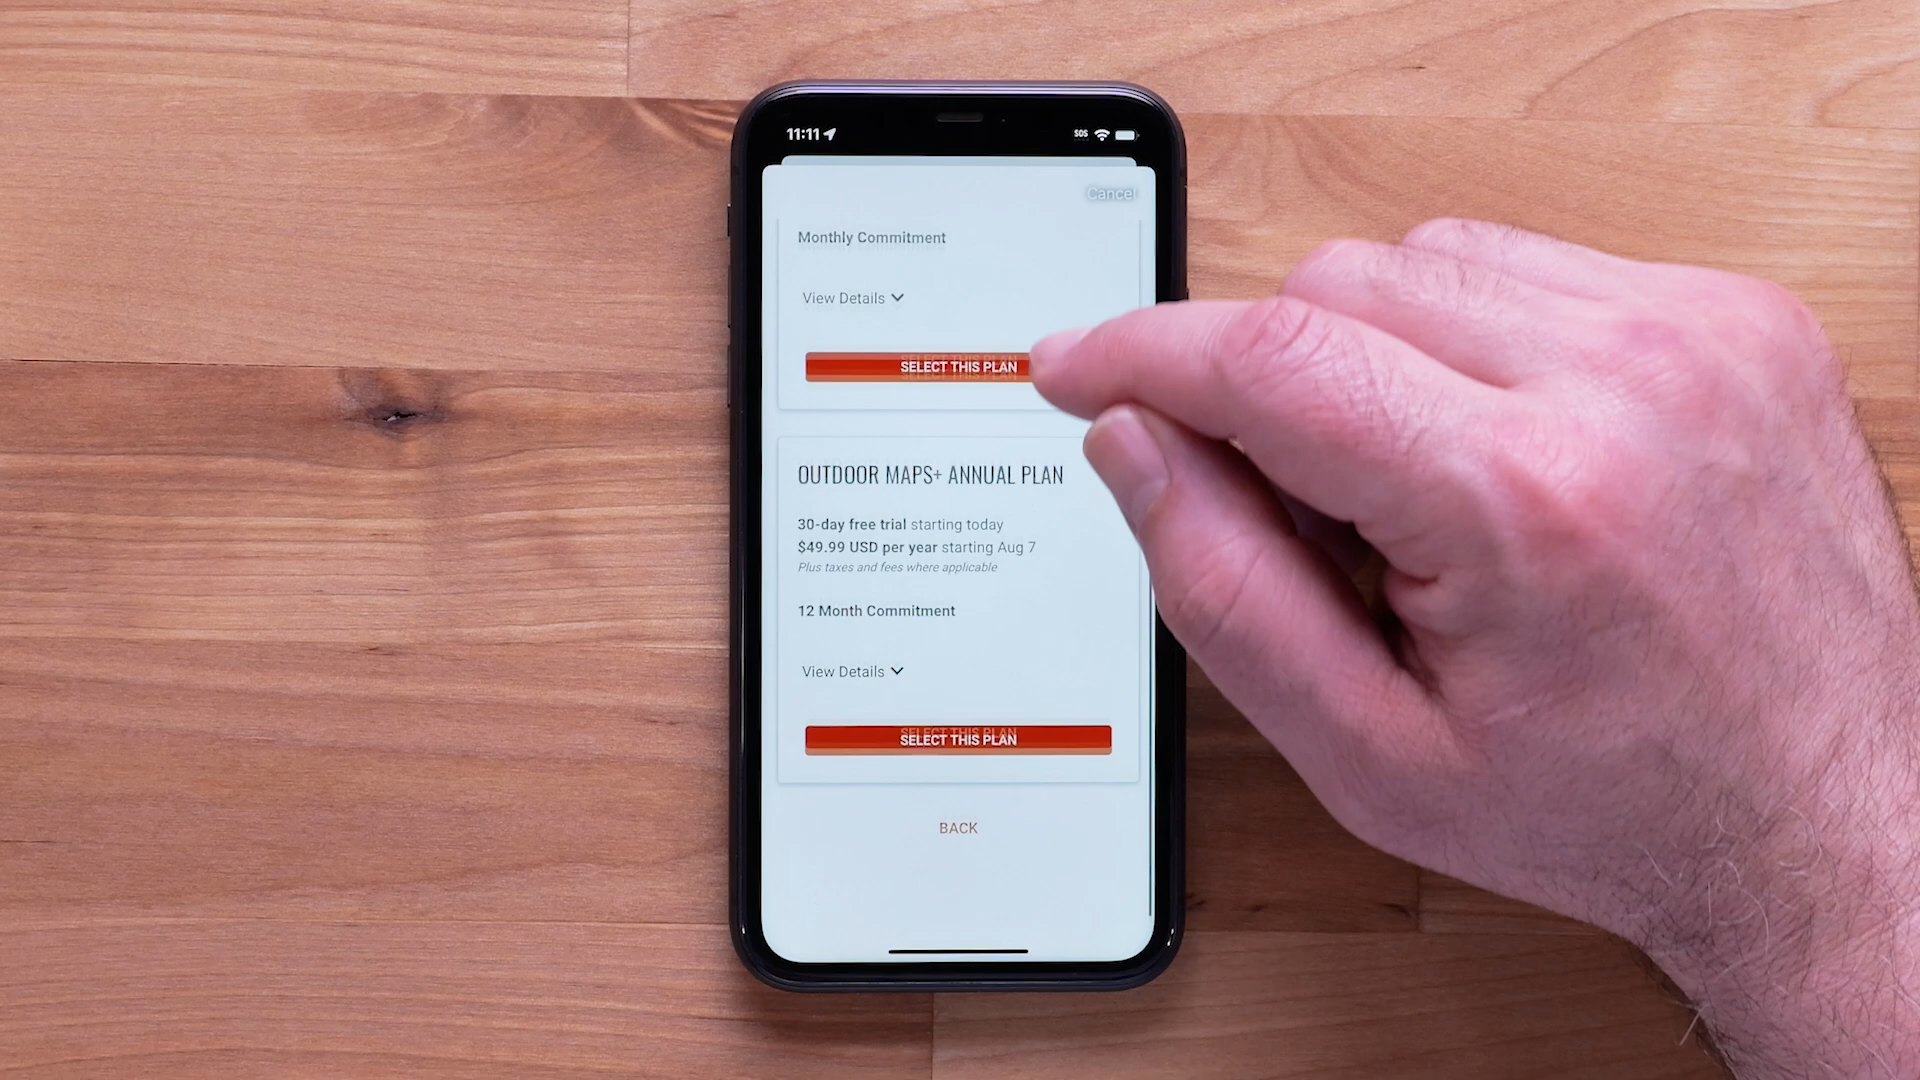 11:11
SOS
Cancel
Monthly Commitment
View Details
SELECT THIS PLAN
OUTDOOR MAPS+ ANNUAL PLAN
30-day free trial starting today
$49.99 USD per year starting Aug 7
Plus taxes and fees where applicable
12 Month Commitment
View Details
SELECT THIS PLAN
BACK